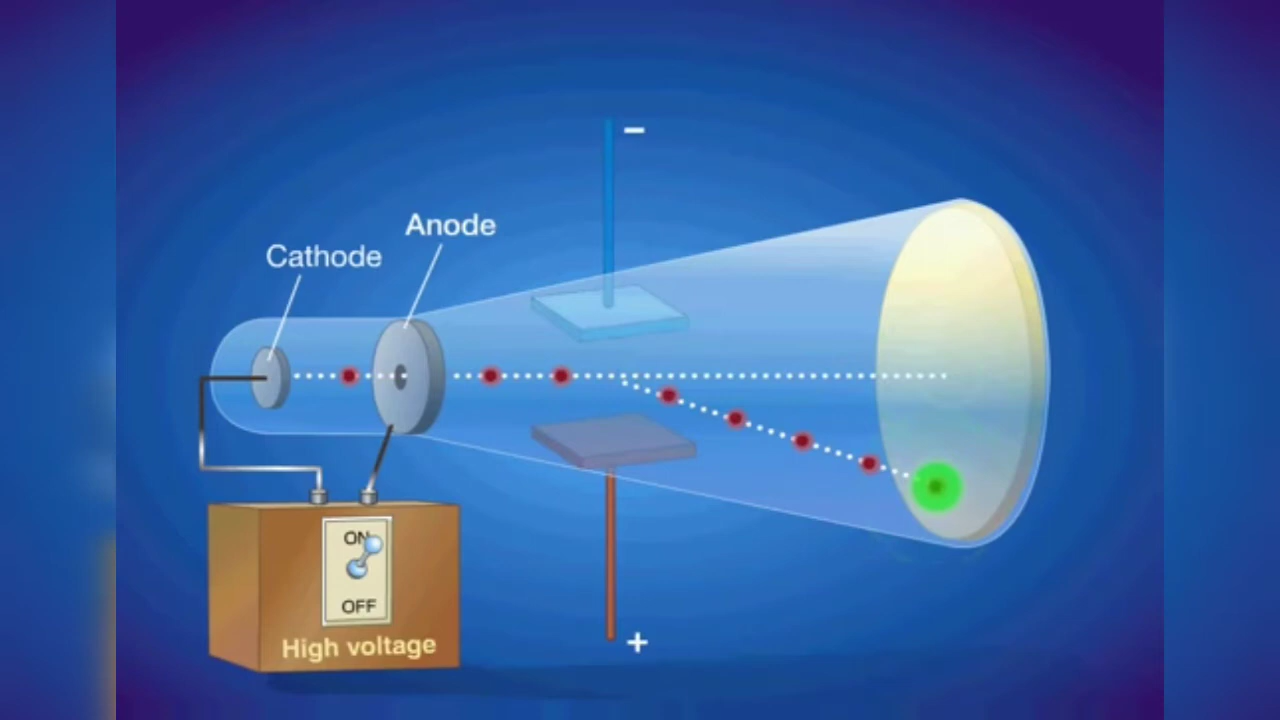 −
Anode
Cathode
ON
OFF
High voltage
+